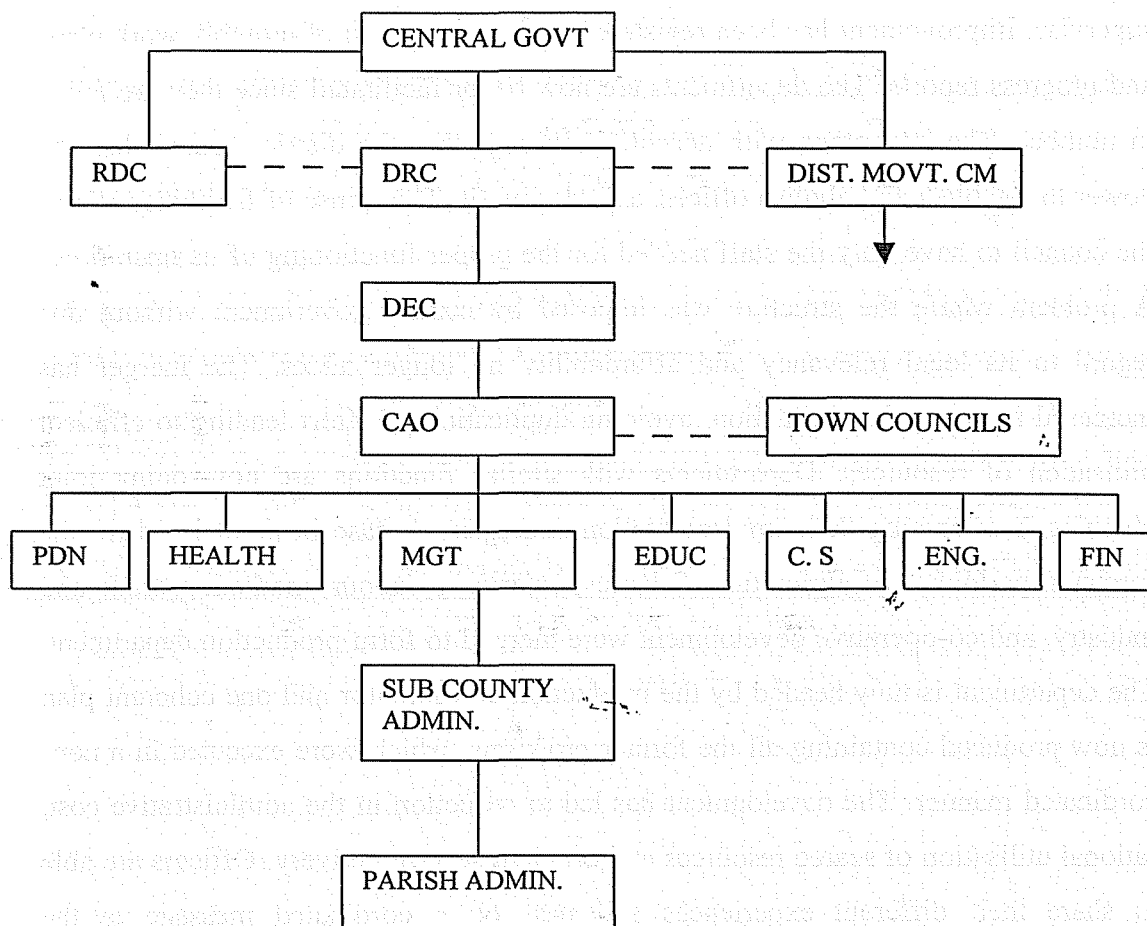 CENTRAL GOVT
RDC
DRC
DIST. MOVT. CM
DEC
CAO
TOWN COUNCILS
PDN
HEALTH
MGT
EDUC
C. S
ENG.
FIN
SUB COUNTY
ADMIN.
PARISH ADMIN.